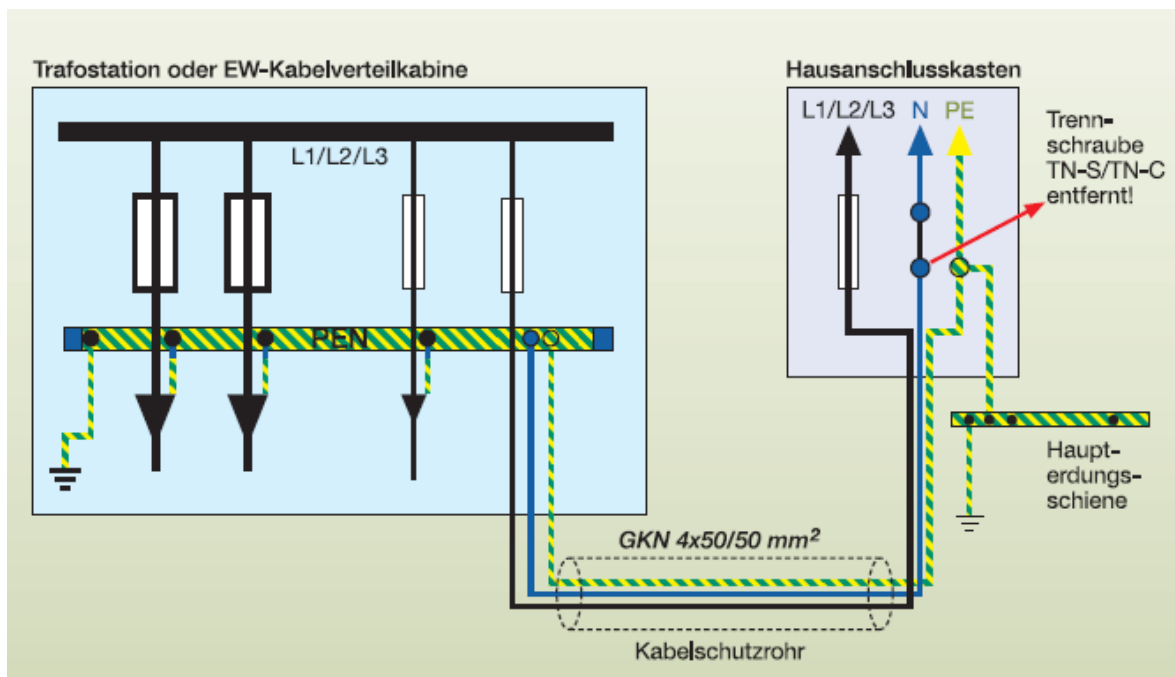 Trafostation oder EW-Kabelverteilkabine
L1/L2/L3
PEN
Hausanschlusskasten
L1/L2/L3 N PE
Trenn-
schraube
TN-S/TN-C
entfernt!
Haupt-
erdungs-
schiene
GKN 4x50/50 mm²
Kabelschutzrohr